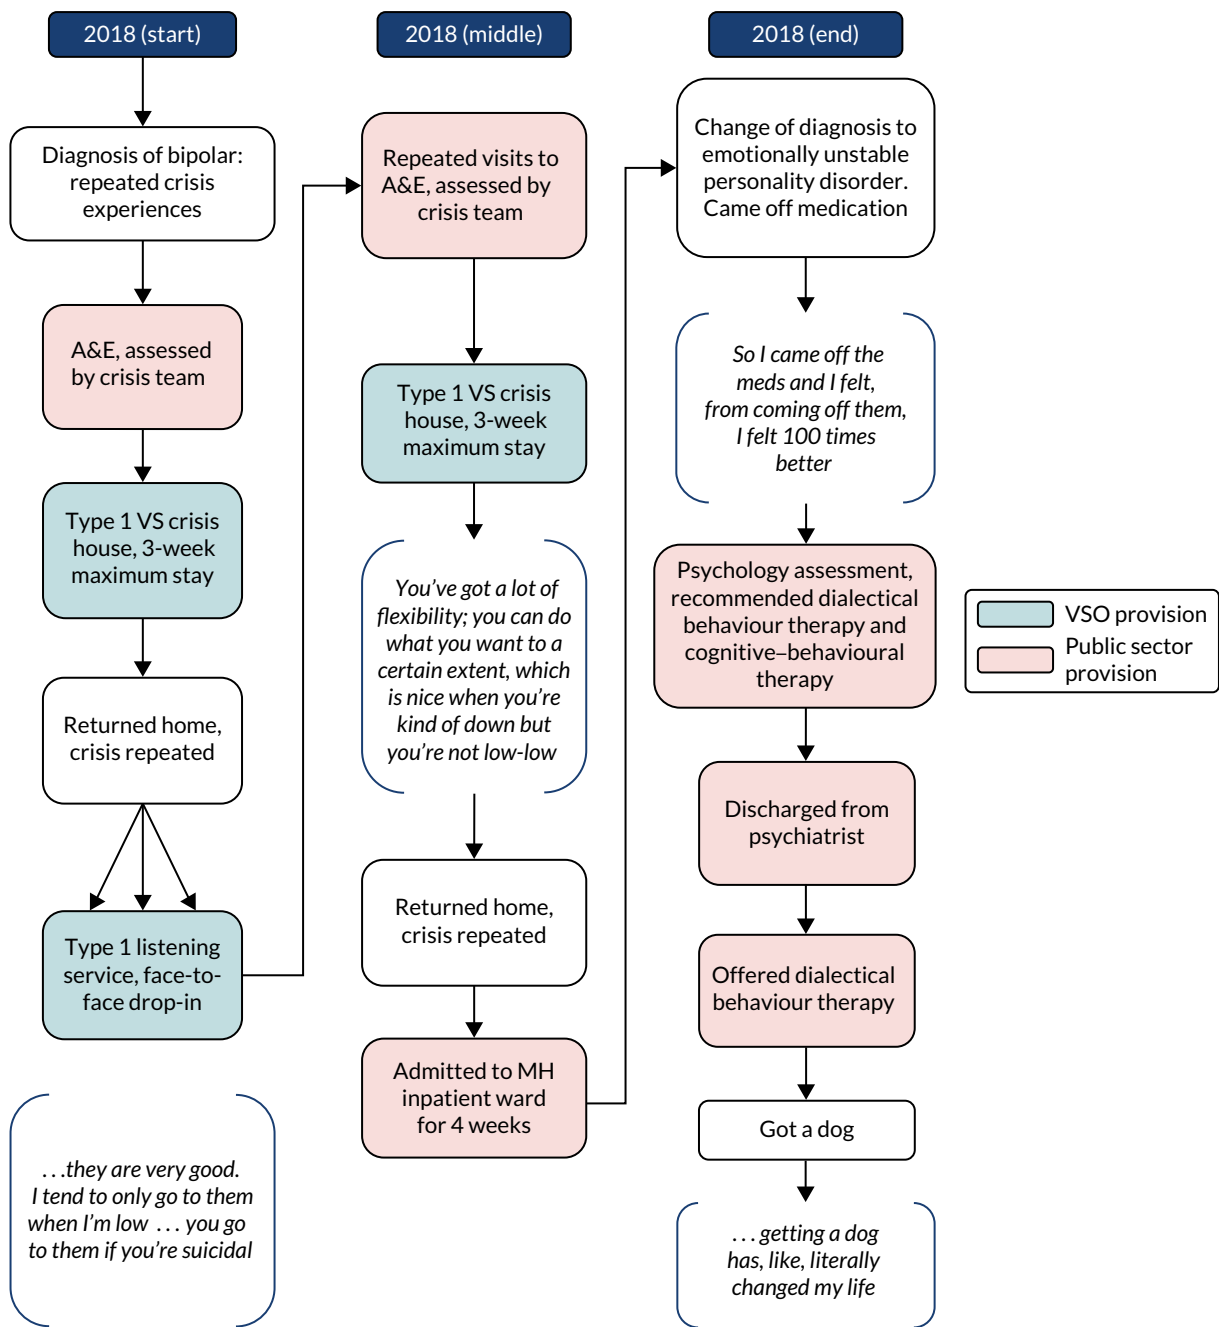 2018 (start)
Diagnosis of bipolar:
repeated crisis
experiences
A&E, assessed
by crisis team
Type 1 VS crisis
house, 3-week
maximum stay
Returned home,
crisis repeated
Type 1 listening
service, face-to-
face drop-in
. . .they are very good.
I tend to only go to them
when I’m low . . . you go
to them if you’re suicidal
2018 (middle)
Repeated visits to
A&E, assessed by
crisis team
Type 1 VS crisis
house, 3-week
maximum stay
You’ve got a lot of
flexibility; you can do
what you want to a
certain extent, which
is nice when you’re
kind of down but
you’re not low-low
Returned home,
crisis repeated
Admitted to MH
inpatient ward
for 4 weeks
2018 (end)
Change of diagnosis to
emotionally unstable
personality disorder.
Came off medication
So I came off the
meds and I felt,
from coming off them,
I felt 100 times
better
Psychology assessment,
recommended dialectical
behaviour therapy and
cognitive–behavioural
therapy
Discharged from
psychiatrist
Offered dialectical
behaviour therapy
Got a dog
. . . getting a dog
has, like, literally
changed my life
VSO provision
Public sector
provision